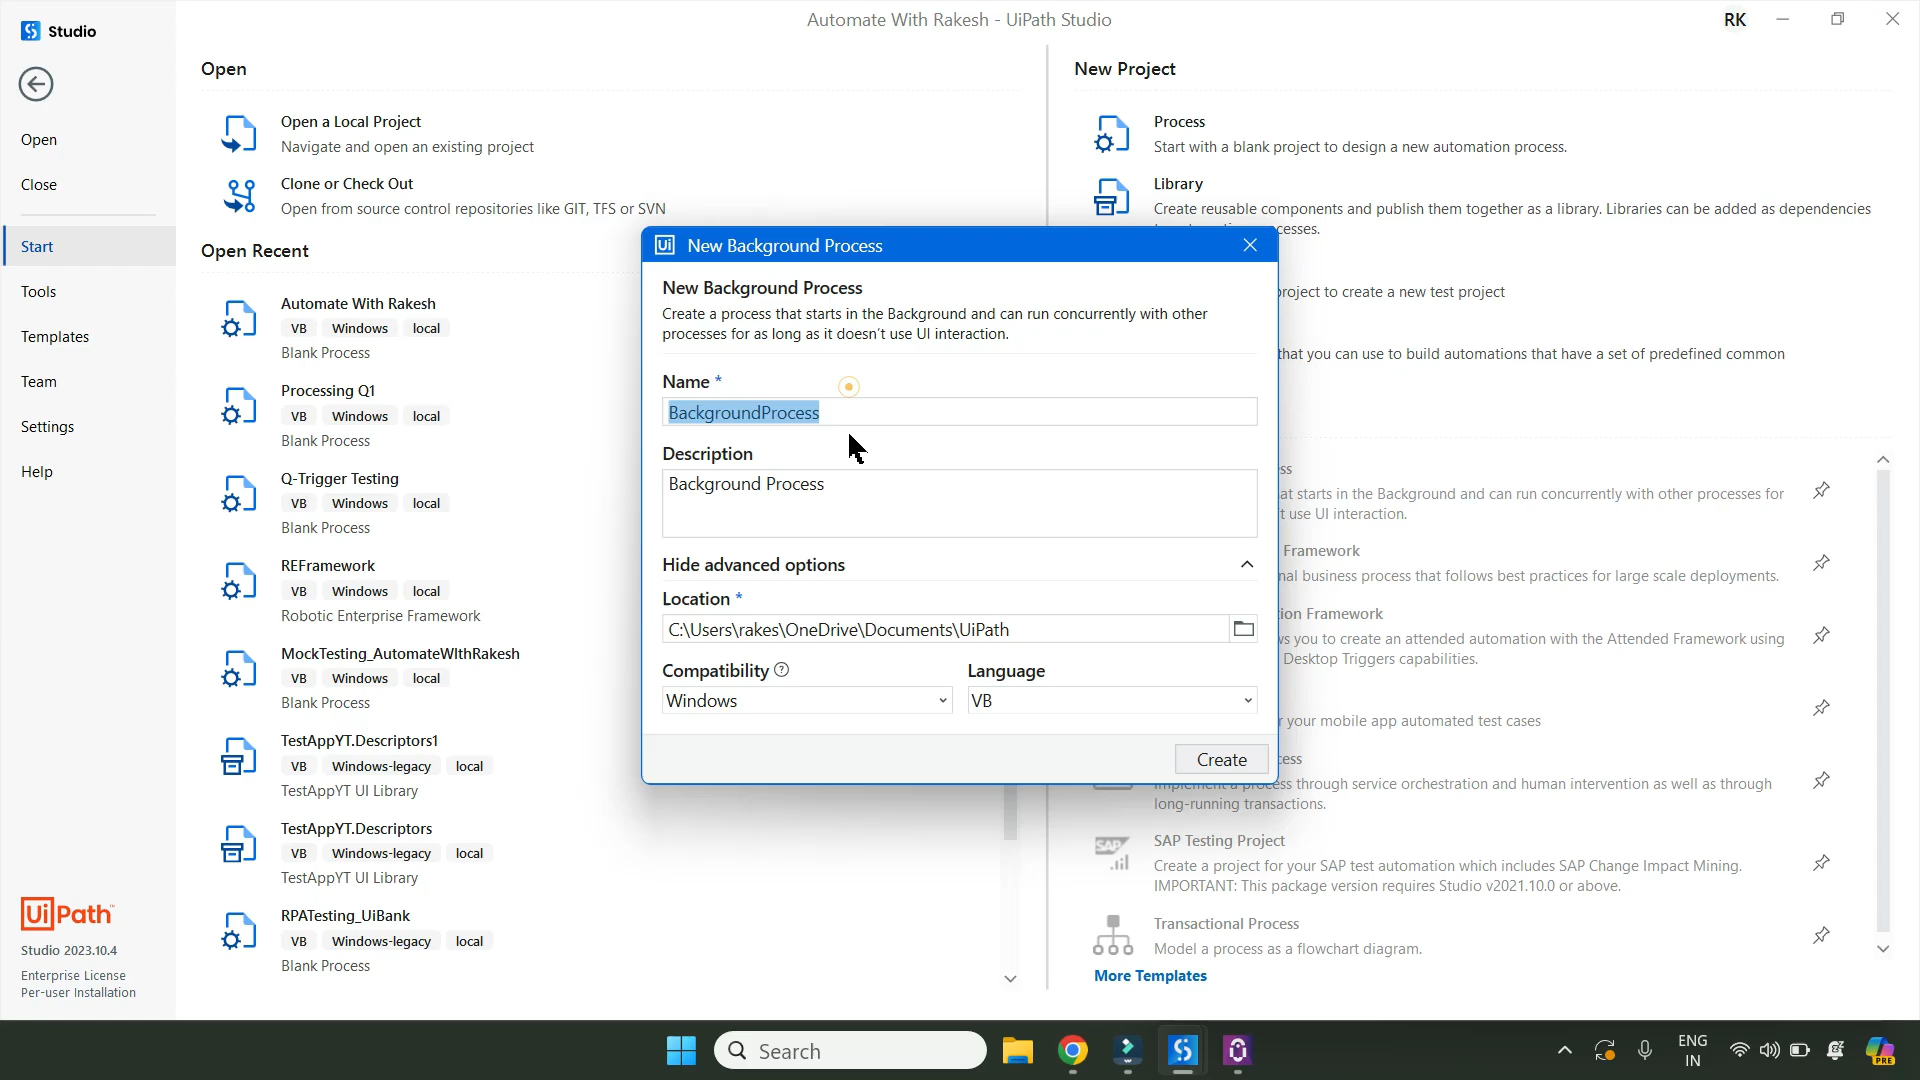 Studio
Automate With Rakesh - UiPath Studio
RK
Open
Close
Start
Tools
Templates
Team
Settings
Help
UiPath
Studio 2023.10.4
Enterprise License
Per-user Installation
Open
Open a Local Project
Navigate and open an existing project
Clone or Check Out
Open from source control repositories like GIT, TFS or SVN
Open Recent
Automate With Rakesh
VB Windows local
Blank Process
Processing Q1
VB Windows local
Blank Process
Q-Trigger Testing
VB Windows local
Blank Process
REFramework
VB Windows local
Robotic Enterprise Framework
MockTesting_AutomateWIthRakesh
VB Windows local
Blank Process
TestAppYT.Descriptors1
VB Windows-legacy local
TestAppYT UI Library
TestAppYT.Descriptors
VB Windows-legacy local
TestAppYT UI Library
RPATesting_UiBank
VB Windows-legacy local
Blank Process
New Project
Process
Start with a blank project to design a new automation process.
Library
Create reusable components and publish them together as a library. Libraries can be added as dependencies
cesses.
project to create a new test project
that you can use to build automations that have a set of predefined common
ss
at starts in the Background and can run concurrently with other processes for
't use UI interaction.
Framework
nal business process that follows best practices for large scale deployments.
ion Framework
ws you to create an attended automation with the Attended Framework using
Desktop Triggers capabilities.
r your mobile app automated test cases
cess
Implement a process through service orchestration and human intervention as well as through
long-running transactions.
SAP
SAP Testing Project
Create a project for your SAP test automation which includes SAP Change Impact Mining.
IMPORTANT: This package version requires Studio v2021.10.0 or above.
Transactional Process
Model a process as a flowchart diagram.
More Templates
Ui New Background Process
New Background Process
Create a process that starts in the Background and can run concurrently with other
processes for as long as it doesn't use UI interaction.
Name *
BackgroundProcess
Description
Background Process
Hide advanced options
Location *
C:\Users\rakes\OneDrive\Documents\UiPath
Compatibility ?
Language
Windows
VB
Create
Search
ENG
IN
PRE